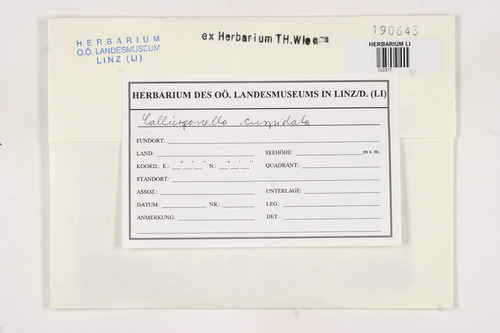 HERBARIUM
O.Ö. LANDESMUSEUM
LINZ (LI)
ex Herbarium TH.
190643
HERBARIUM LI
722377
HERBARIUM DES OÖ. LANDESMUSEUMS IN LINZ/D. (LI)
Calliergonella cuspidata
FUNDORT:
LAND: SEEHÖHE: m s. m.
KOORD.: E.: ° ' '' N.: ° ' '' QUADRANT:
STANDORT:
ASSOZ.: UNTERLAGE:
DATUM: NR.: LEG.:
ANMERKUNG: DET.: